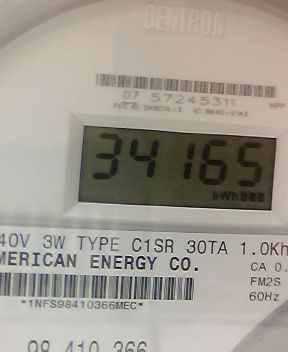 CENTRON
07 57245311
34165
kWh
40V 3W TYPE C1SR 30TA 1.0Kh
MERICAN ENERGY CO.
CA 0.
FM2S
60Hz
*1NFS98410366MEC*
98 410 366